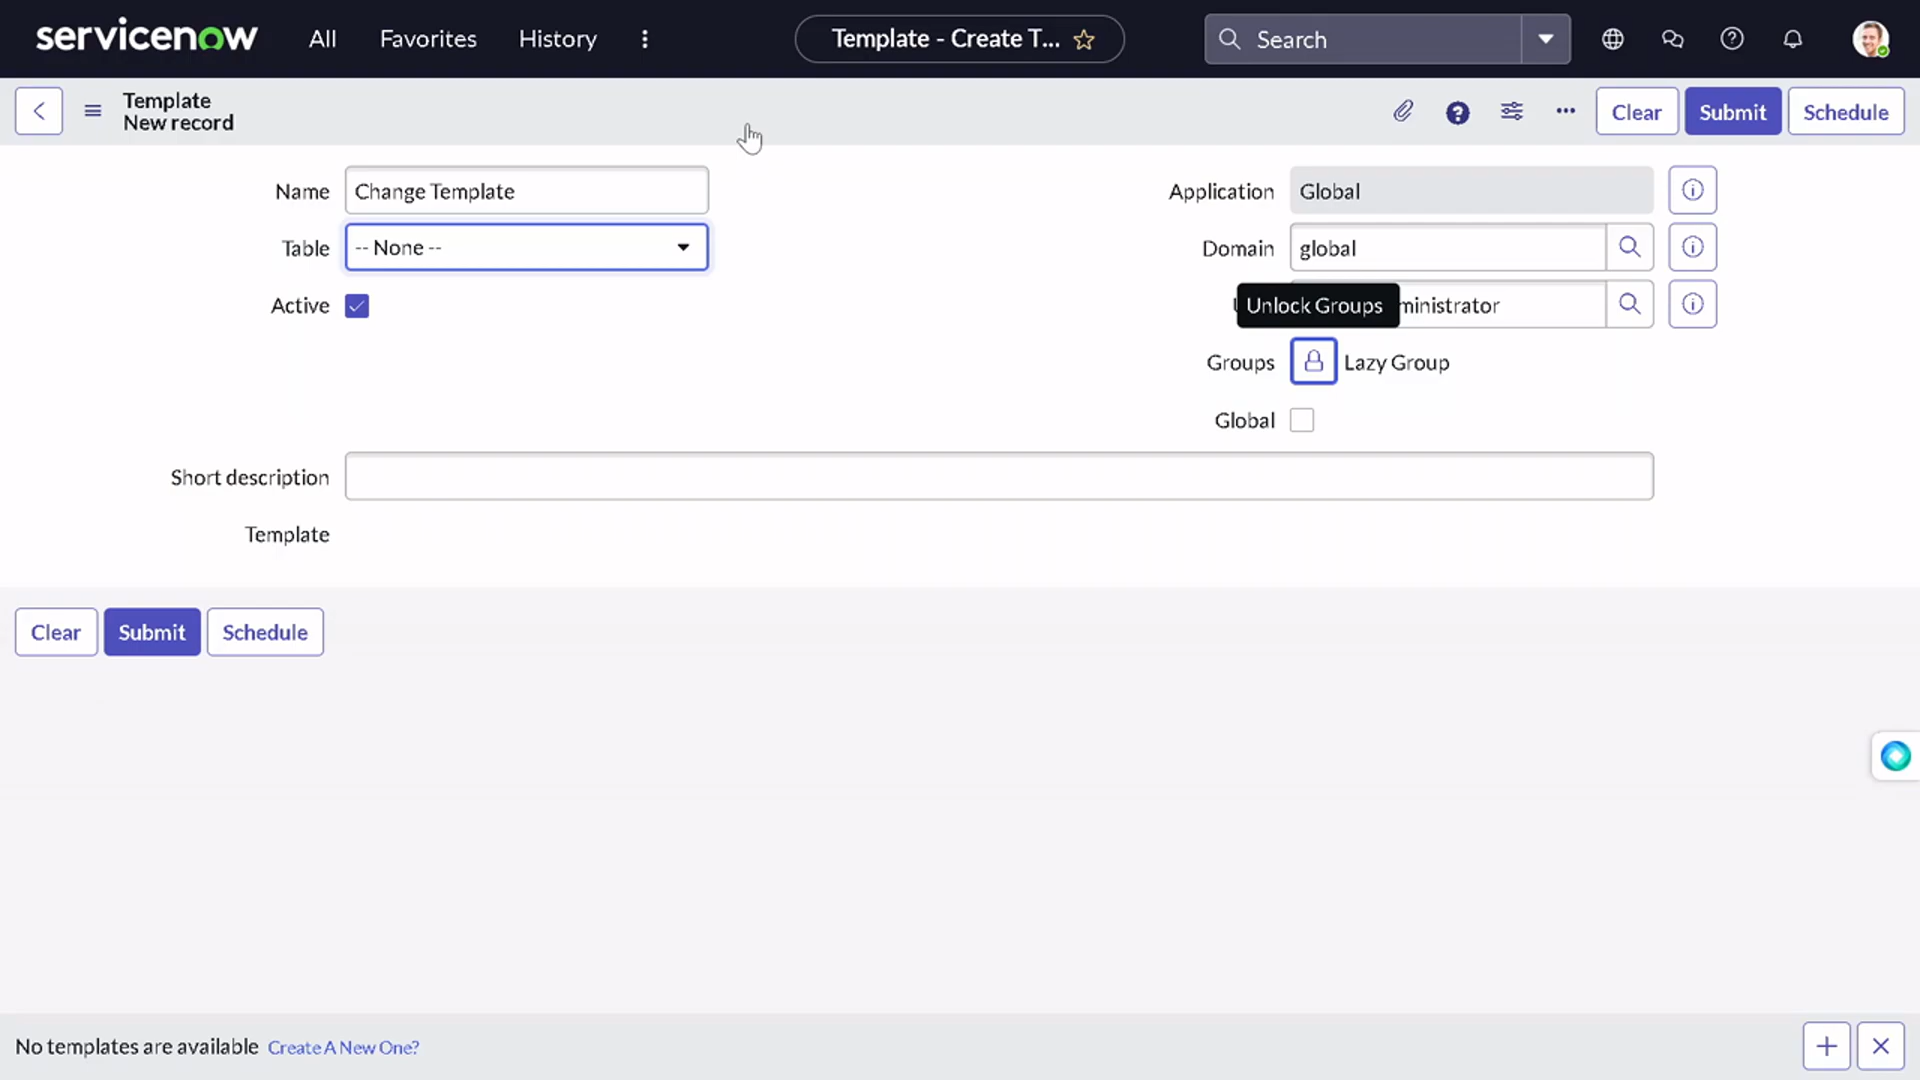 servicenow
All
Favorites
History
Template - Create T...
Search
Template
New record
Clear
Submit
Schedule
Name
Change Template
Application
Global
Table
-- None --
Domain
global
Active
Unlock Groups
ministrator
Groups
Lazy Group
Global
Short description
Template
Clear
Submit
Schedule
No templates are available Create A New One?